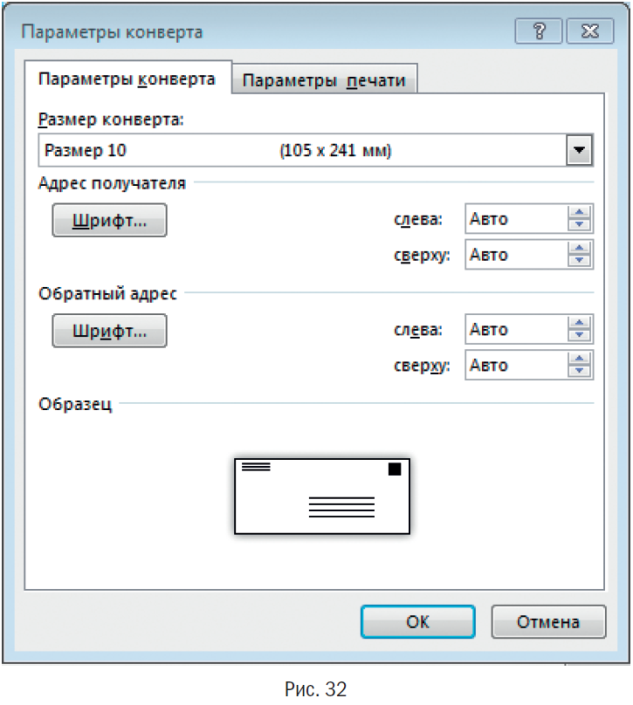 Параметры конверта
Параметры конверта Параметры печати
Размер конверта:
Размер 10 (105 x 241 мм)
Адрес получателя
Шрифт... слева: Авто
сверху: Авто
Обратный адрес
Шрифт... слева: Авто
сверху: Авто
Образец
ОК Отмена
Рис. 32